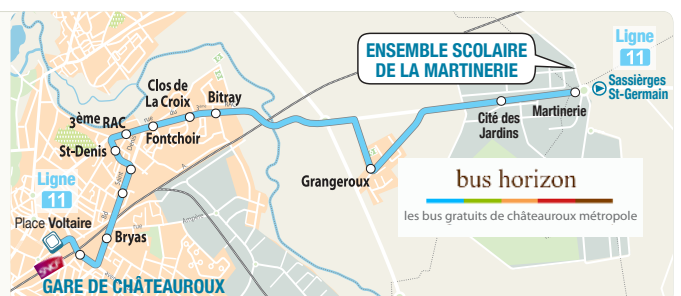 Ligne
11
ENSEMBLE SCOLAIRE
DE LA MARTINERIE
Sassièrges
St-Germain
Clos de
La Croix
Bitray
3ème RAC
Fontchoir
St-Denis
Cité des
Jardins
Martinerie
Grangeroux
Ligne
11
Place Voltaire
Bryas
SNCF
GARE DE CHÂTEAUROUX
bus horizon
les bus gratuits de châteauroux métropole